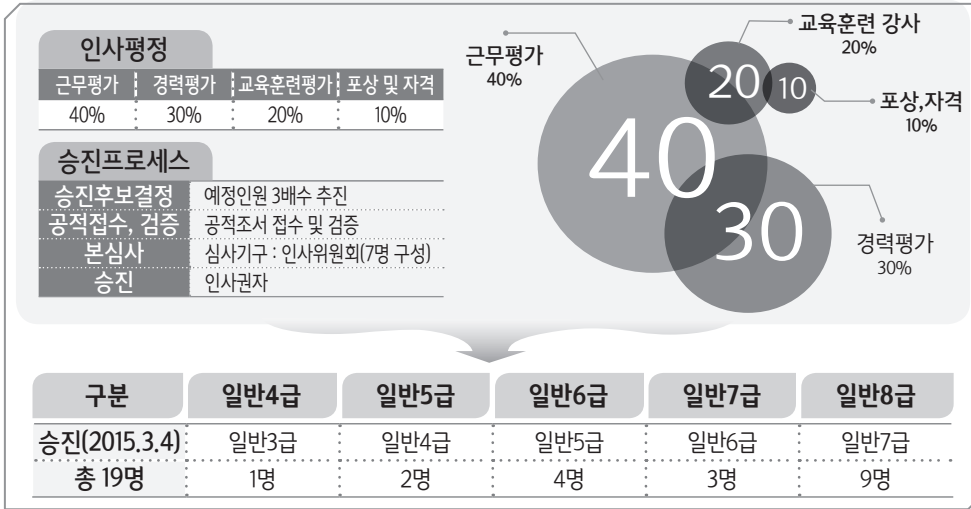 인사평정
근무평가 경력평가 교육훈련평가 포상 및 자격
40% 30% 20% 10%
승진프로세스
승진후보결정 예정인원 3배수 추진
공적접수, 검증 공적조서 접수 및 검증
본심사 심사기구 : 인사위원회(7명 구성)
승진 인사권자
근무평가
40%
교육훈련 강사
20%
포상,자격
10%
경력평가
30%
40
20
10
30
구분 일반4급 일반5급 일반6급 일반7급 일반8급
승진(2015.3.4) 일반3급 일반4급 일반5급 일반6급 일반7급
총 19명 1명 2명 4명 3명 9명